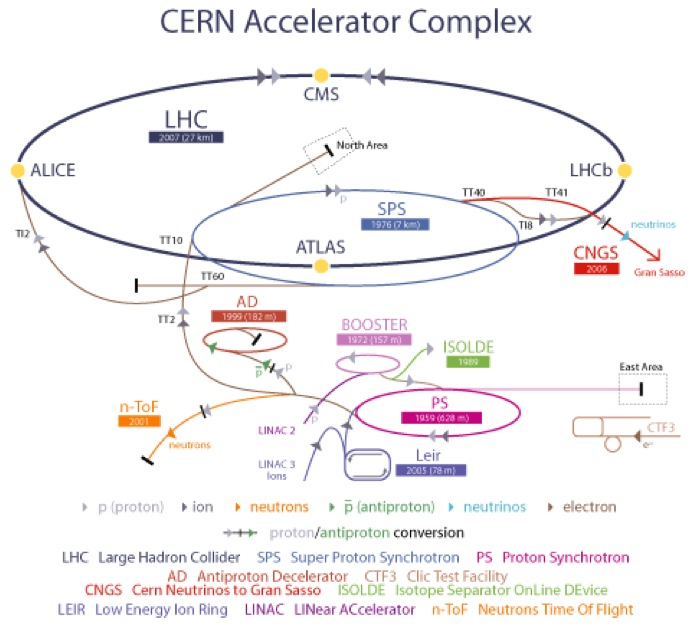 CERN Accelerator Complex
CMS
LHC
2007 (27 km)
North Area
ALICE
LHCb
p
TT40
TT41
SPS
1976 (7 km)
TI2
TI8
neutrinos
TT10
ATLAS
CNGS
2006
Gran Sasso
TT60
AD
1999 (182 m)
TT2
BOOSTER
1972 (157 m)
ISOLDE
1989
p̅
p
East Area
n-ToF
2001
PS
1959 (628 m)
p
neutrons
LINAC 2
CTF3
e-
LINAC 3
Ions
Leir
2005 (78 m)
p (proton)
ion
neutrons
p̅ (antiproton)
neutrinos
electron
proton/antiproton conversion
LHC Large Hadron Collider SPS Super Proton Synchrotron PS Proton Synchrotron
AD Antiproton Decelerator CTF3 Clic Test Facility
CNGS Cern Neutrinos to Gran Sasso ISOLDE Isotope Separator OnLine DEvice
LEIR Low Energy Ion Ring LINAC LINear ACcelerator n-ToF Neutrons Time Of Flight